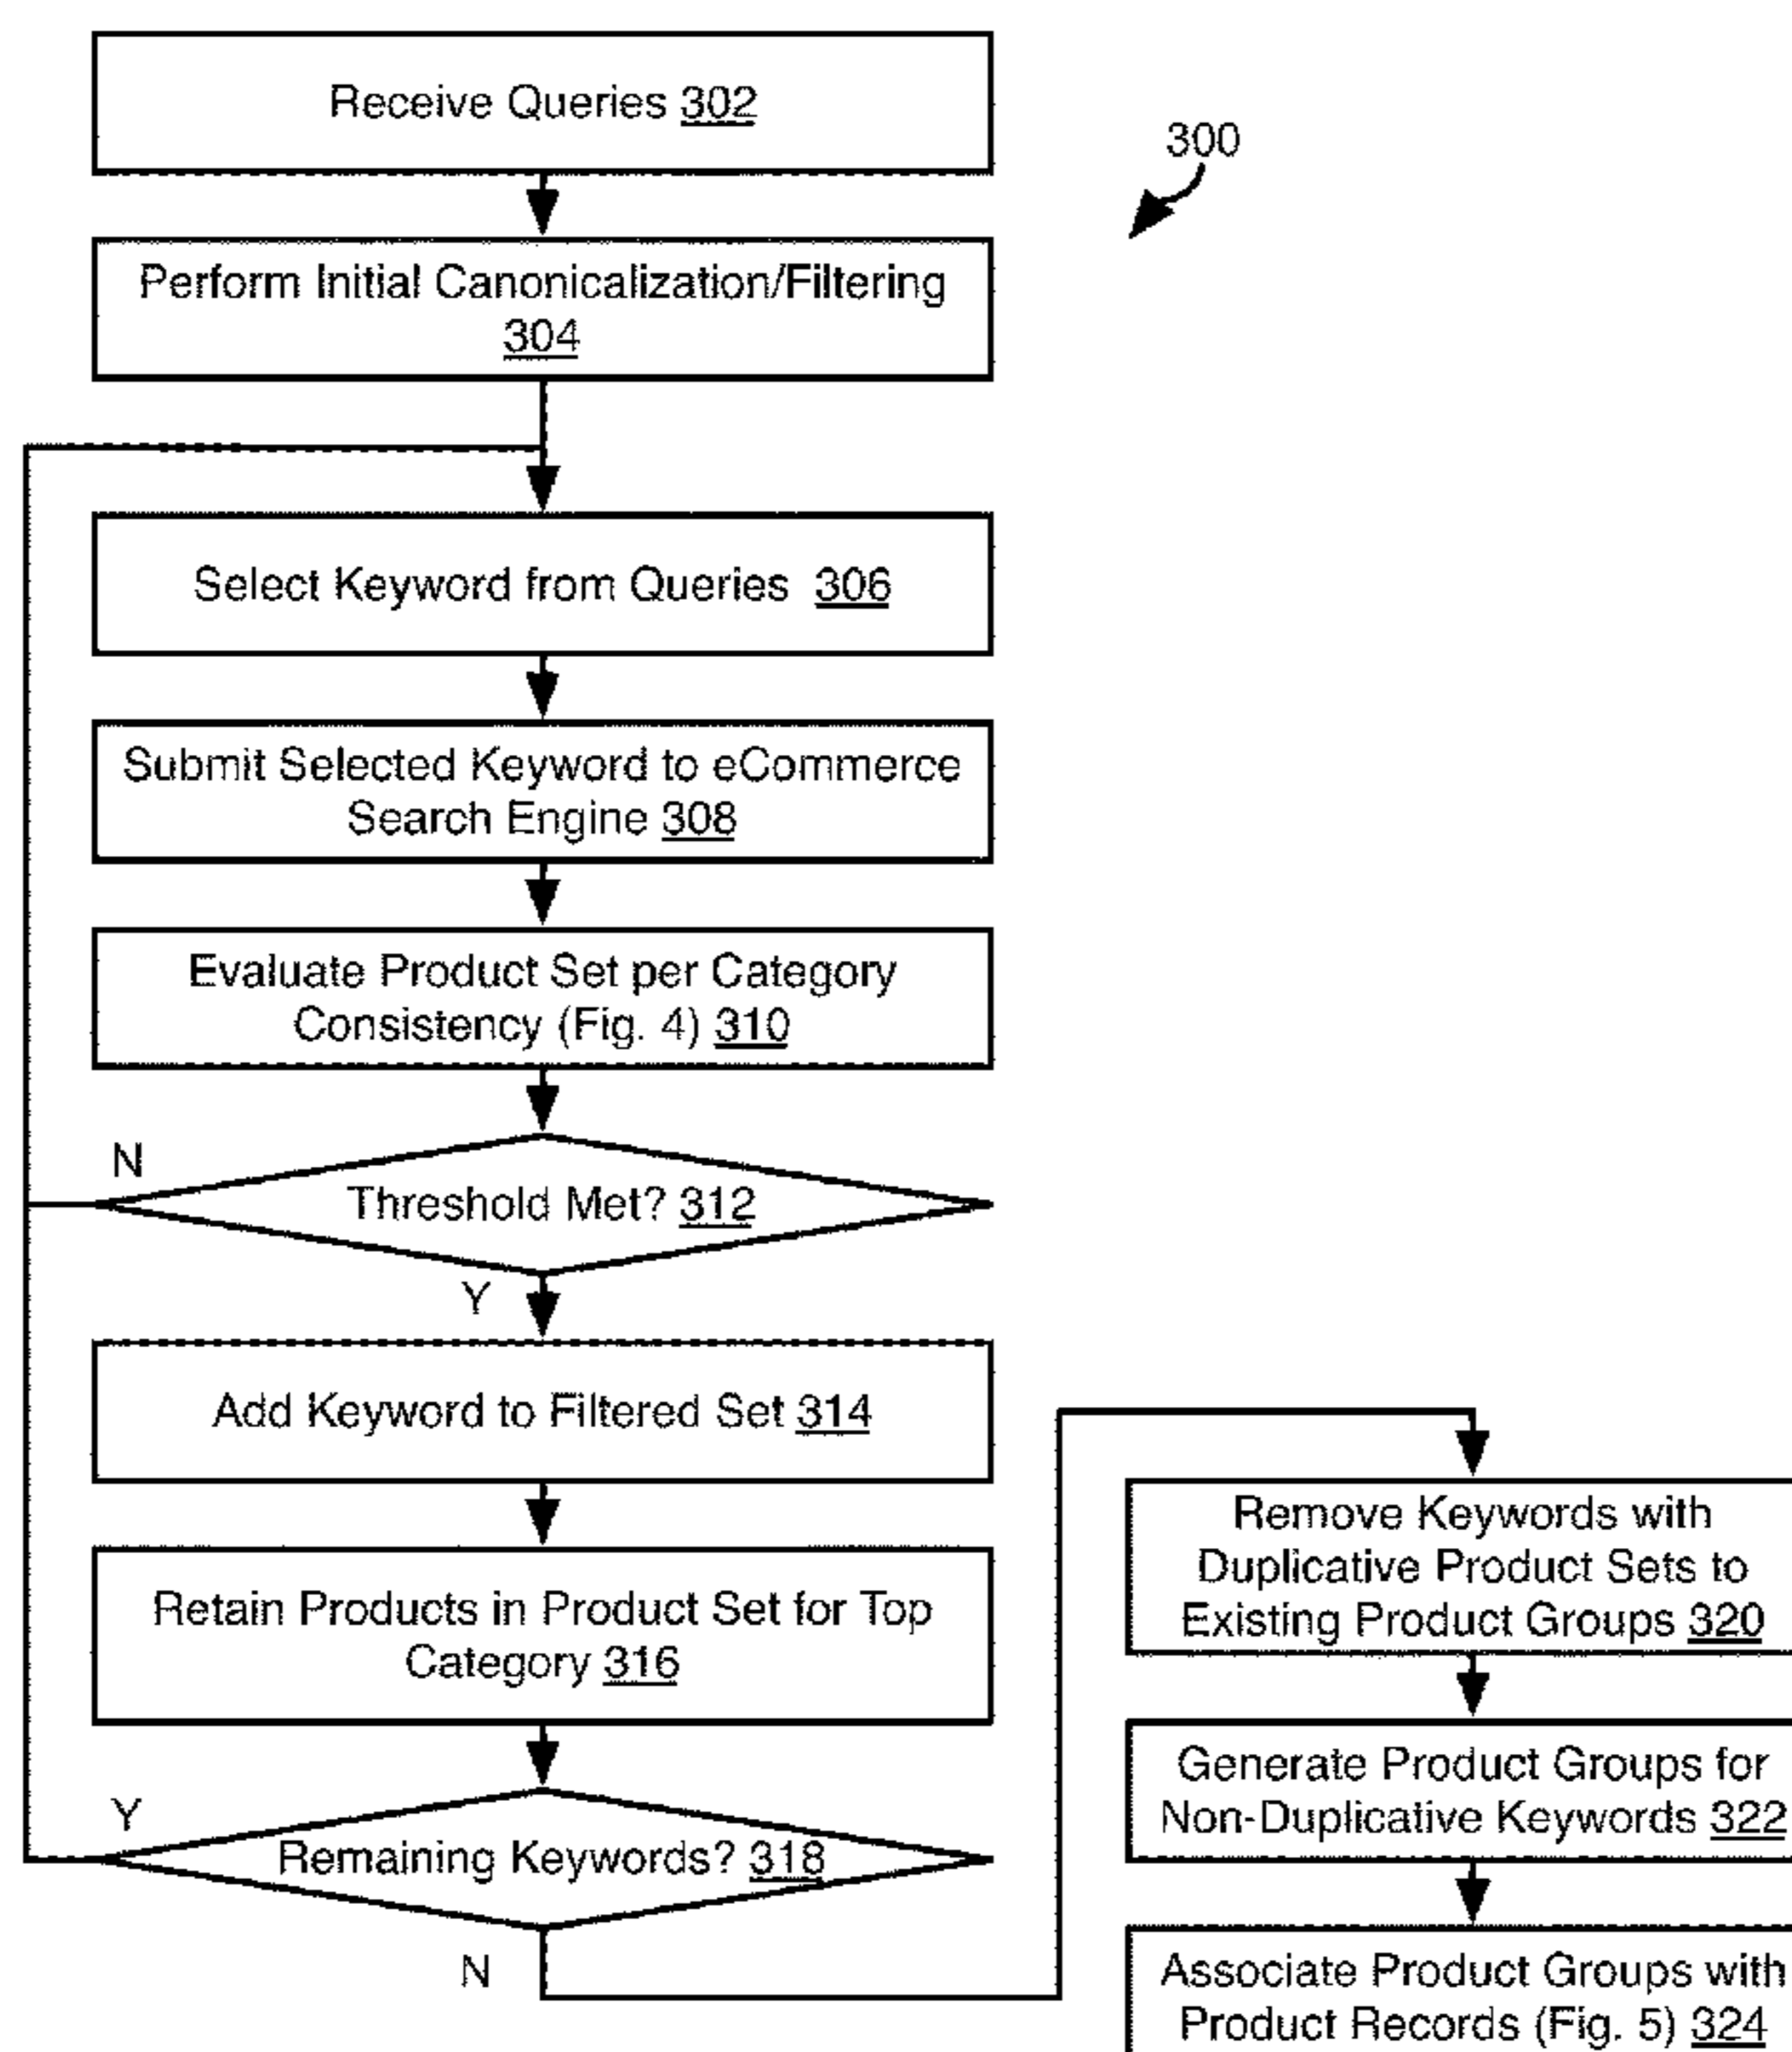 Receive Queries 302
300
Perform Initial Canonicalization/Filtering
304
Select Keyword from Queries 306
Submit Selected Keyword to eCommerce
Search Engine 308
Evaluate Product Set per Category
Consistency (Fig. 4) 310
N
Threshold Met? 312
Y
Add Keyword to Filtered Set 314
Retain Products in Product Set for Top
Category 316
Y
Remaining Keywords? 318
N
Remove Keywords with
Duplicative Product Sets to
Existing Product Groups 320
Generate Product Groups for
Non-Duplicative Keywords 322
Associate Product Groups with
Product Records (Fig. 5) 324